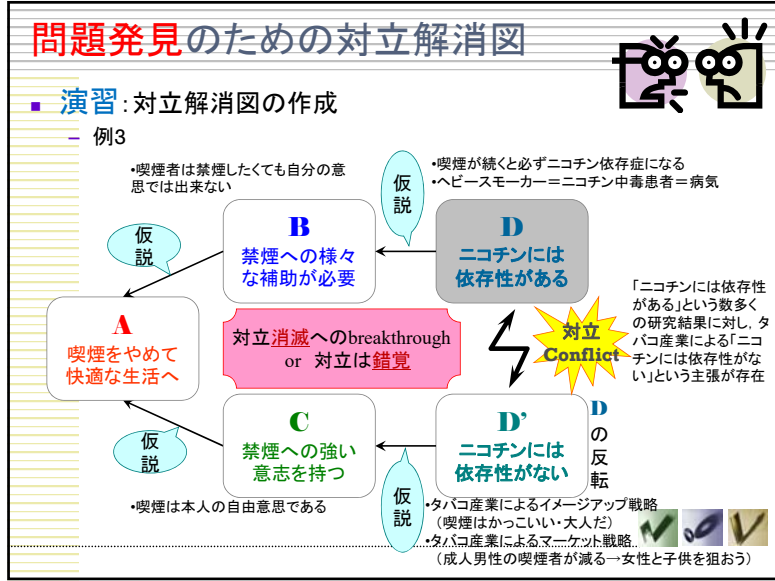 問題発見のための対立解消図
演習:対立解消図の作成
– 例3
•喫煙者は禁煙したくても自分の意
思では出来ない
•喫煙が続くと必ずニコチン依存症になる
•ヘビースモーカー=ニコチン中毒患者=病気
仮
説
仮
説
B
禁煙への様々
な補助が必要
D
ニコチンには
依存性がある
A
喫煙をやめて
快適な生活へ
対立消滅へのbreakthrough
or 対立は錯覚
対立
Conflict
「ニコチンには依存性
がある」という数多く
の研究結果に対し,タ
バコ産業による「ニコ
チンには依存性がな
い」という主張が存在
C
禁煙への強い
意志を持つ
D’
ニコチンには
依存性がない
D
の
反
転
仮
説
仮
説
•喫煙は本人の自由意思である
•タバコ産業によるイメージアップ戦略
(喫煙はかっこいい・大人だ)
•タバコ産業によるマーケット戦略
(成人男性の喫煙者が減る→女性と子供を狙おう)